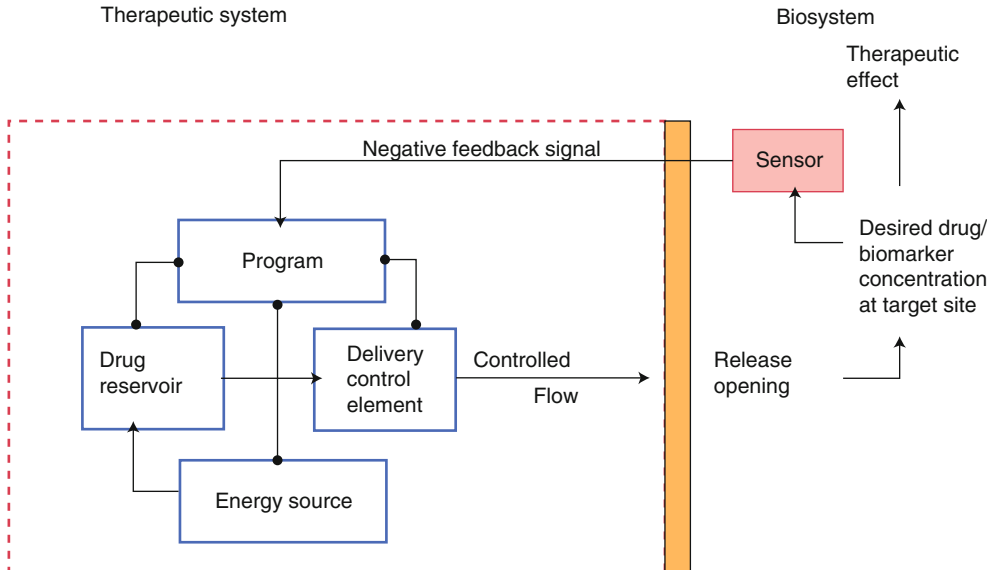 Therapeutic system
Biosystem
Therapeutic
effect
Negative feedback signal
Sensor
Program
Desired drug/
biomarker
concentration
at target site
Drug
reservoir
Delivery
control
element
Controlled
Flow
Release
opening
Energy source